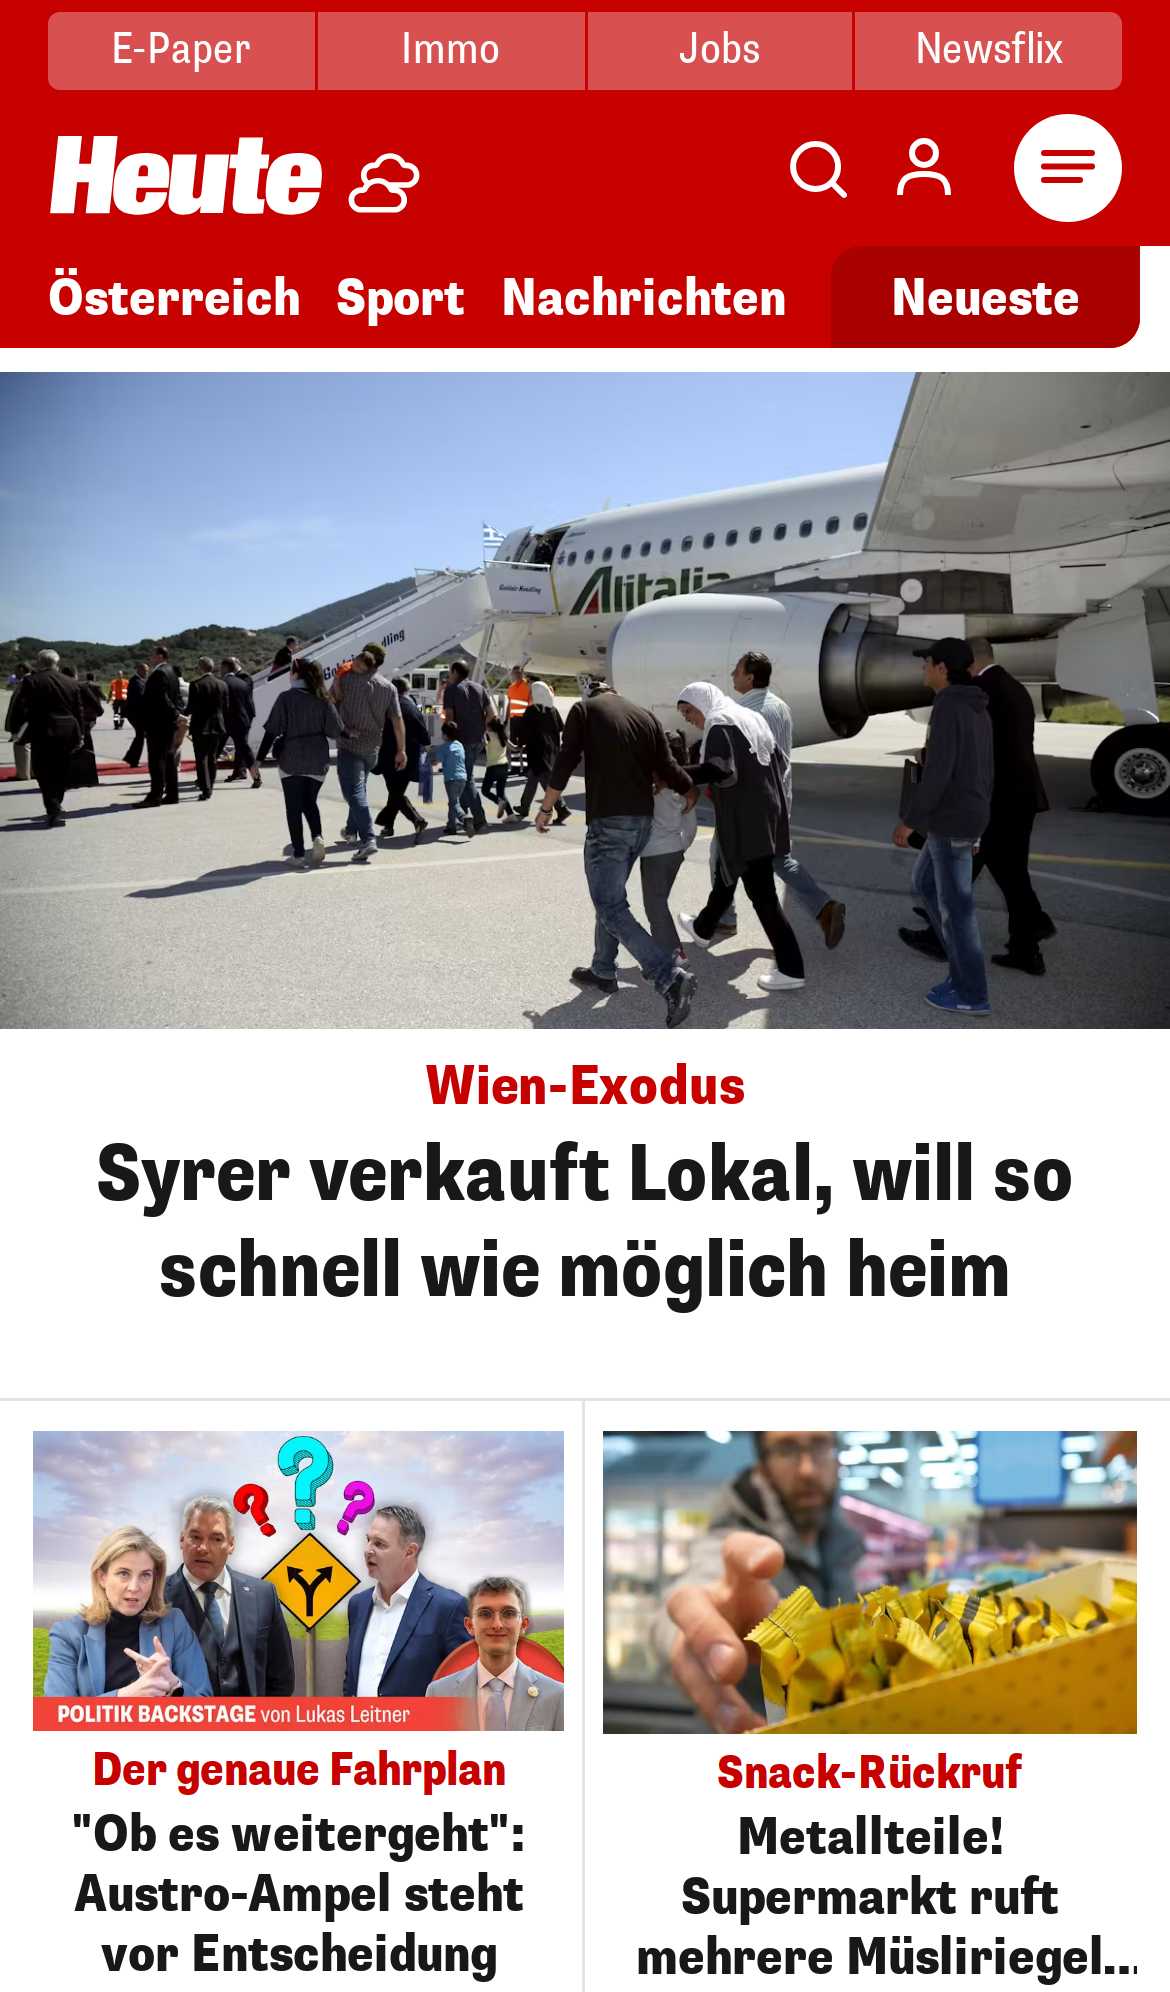 E-Paper
Immo
Jobs
Newsflix
Heute
Österreich
Sport
Nachrichten
Neueste
Goldair Handling
Alitalia
Wien-Exodus
Syrer verkauft Lokal, will so
schnell wie möglich heim
? ? ?
POLITIK BACKSTAGE von Lukas Leitner
Der genaue Fahrplan
"Ob es weitergeht":
Austro-Ampel steht
vor Entscheidung
Snack-Rückruf
Metallteile!
Supermarkt ruft
mehrere Müsliriegel...